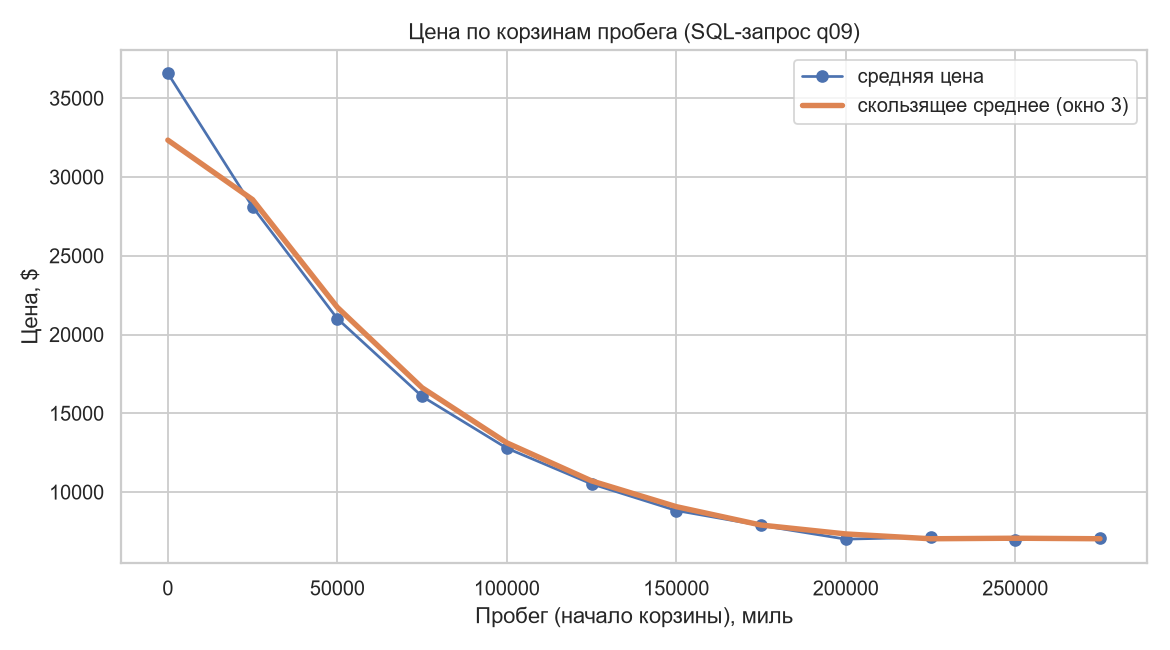 Цена по корзинам пробега (SQL-запрос q09)
средняя цена
скользящее среднее (окно 3)
Цена, $
35000
30000
25000
20000
15000
10000
0 50000 100000 150000 200000 250000
Пробег (начало корзины), миль